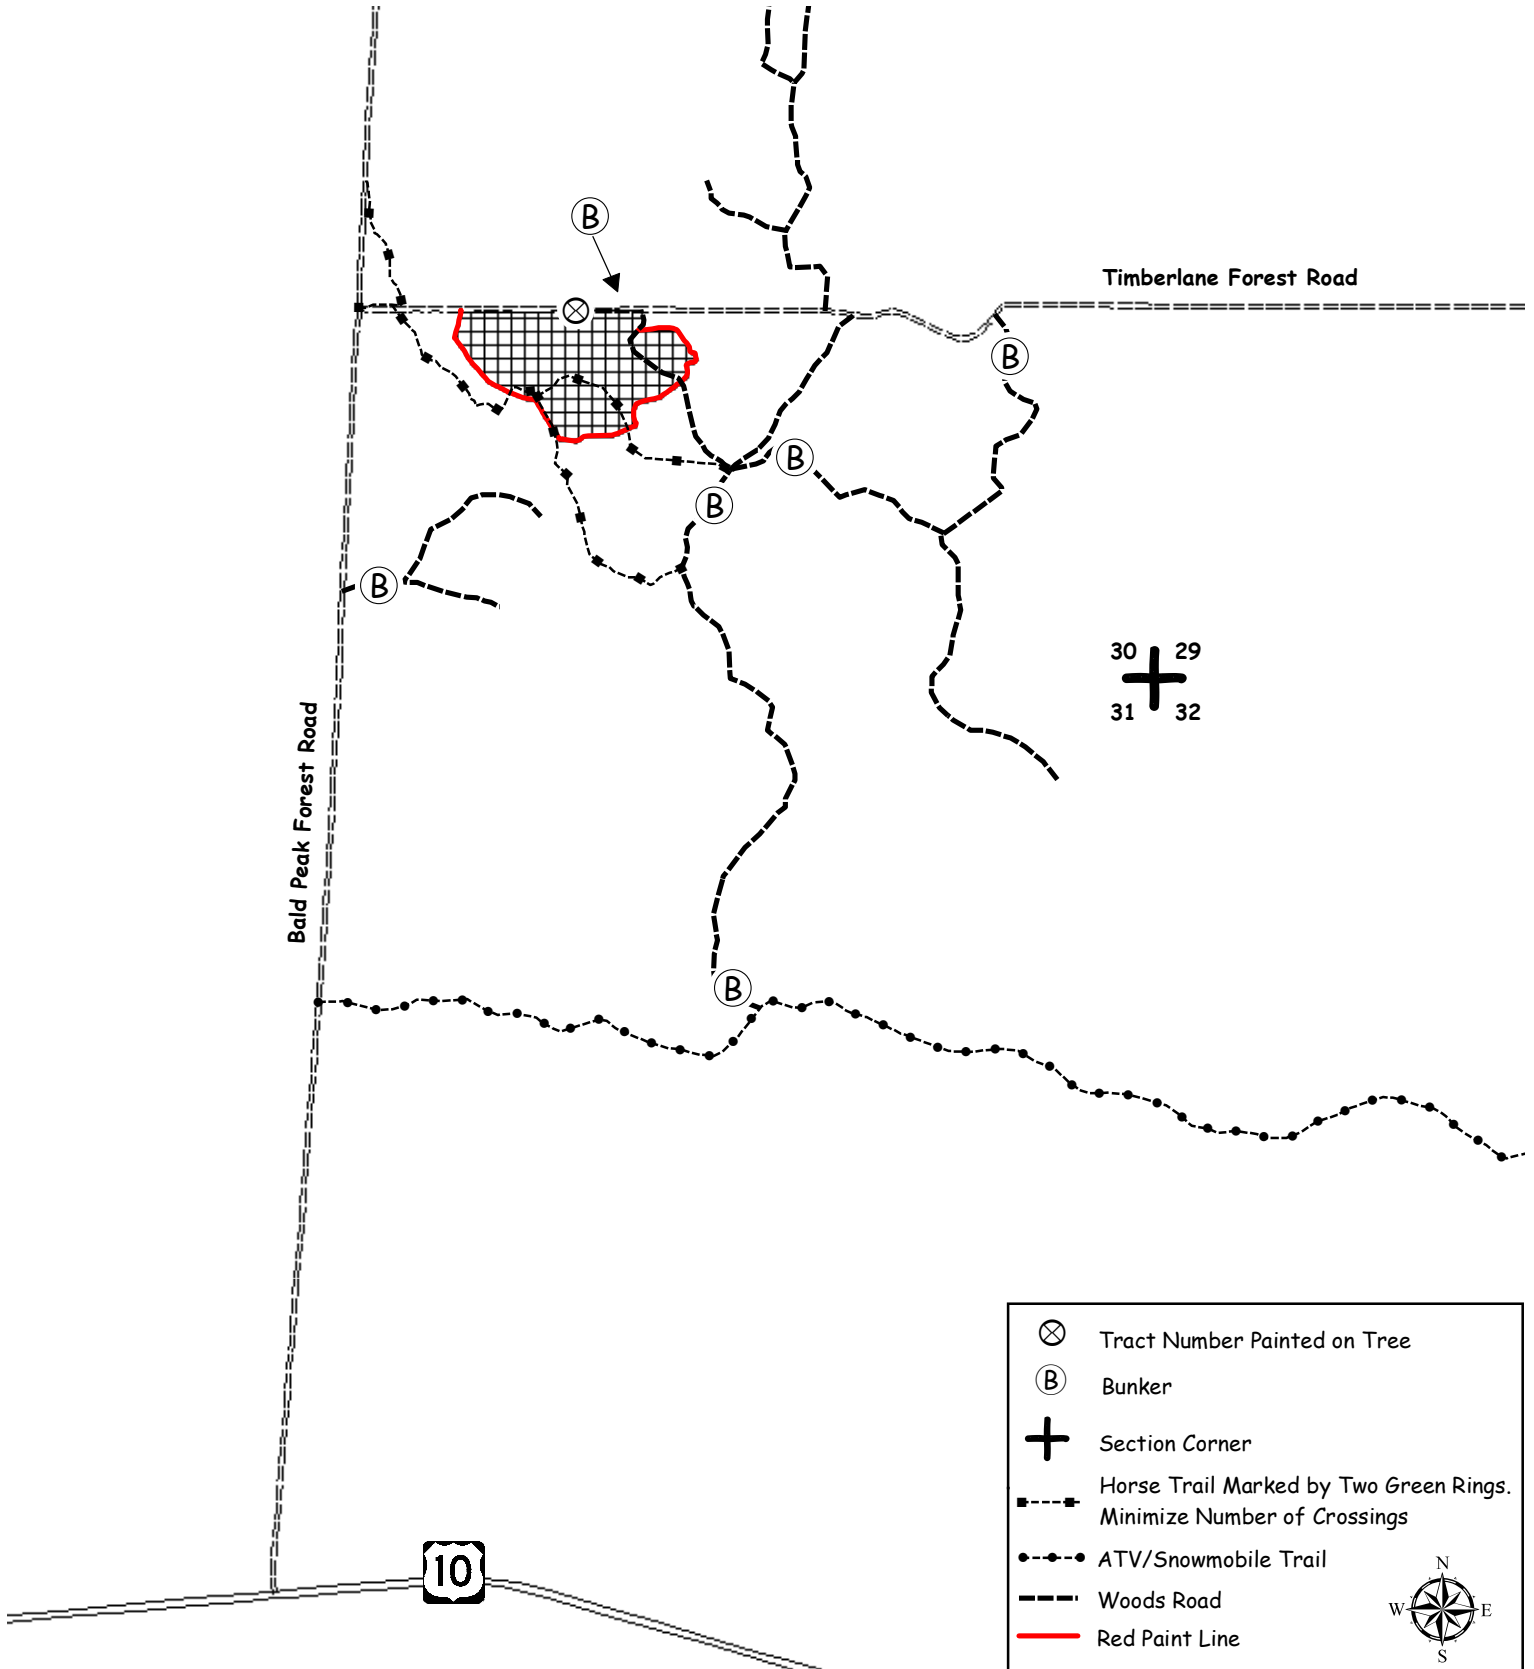 B
Timberlane Forest Road
B
B
B
B
30 29
31 32
Bald Peak Forest Road
B
10
Tract Number Painted on Tree
B Bunker
Section Corner
Horse Trail Marked by Two Green Rings.
Minimize Number of Crossings
ATV/Snowmobile Trail
Woods Road
Red Paint Line
N
W E
S